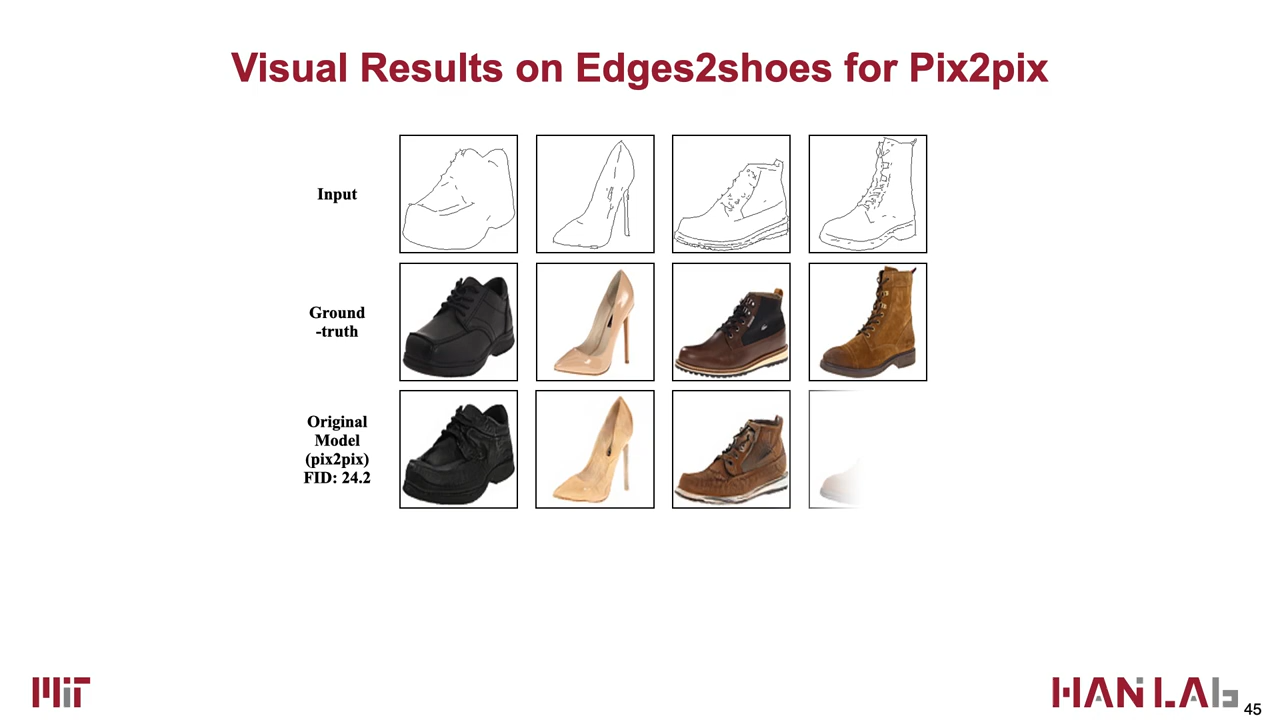 Visual Results on Edges2shoes for Pix2pix
Input
Ground
-truth
Original
Model
(pix2pix)
FID: 24.2
MIT
HAN LAb
45